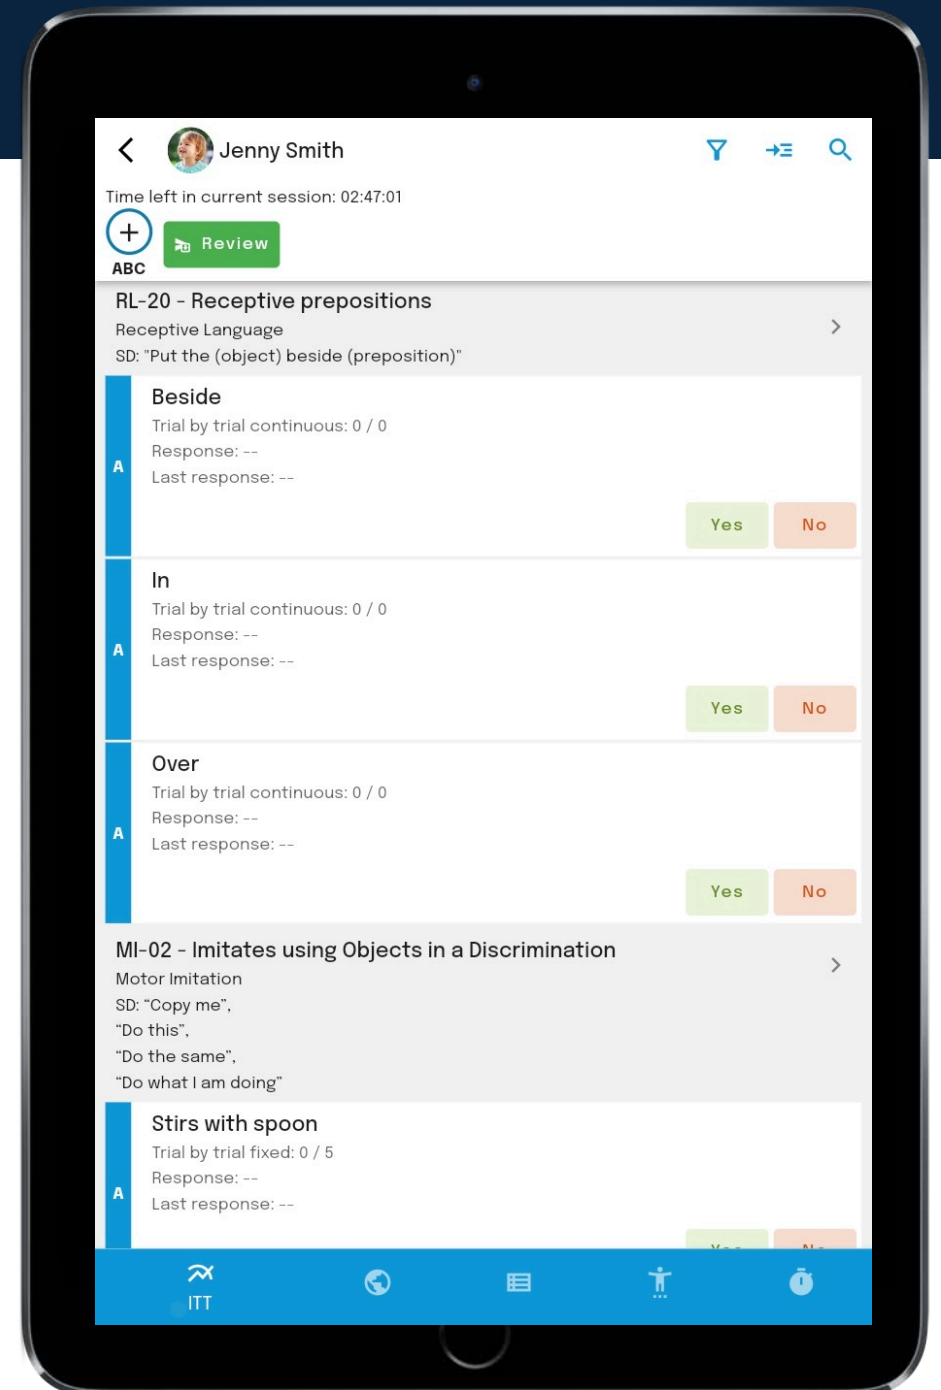 Jenny Smith
Time left in current session: 02:47:01
+
ABC
Review
RL-20 - Receptive prepositions
Receptive Language
SD: "Put the (object) beside (preposition)"
Beside
Trial by trial continuous: 0 / 0
Response: --
A
Last response: --
Yes No
In
Trial by trial continuous: 0 / 0
Response: --
A
Last response: --
Yes No
Over
Trial by trial continuous: 0 / 0
Response: --
A
Last response: --
Yes No
MI-02 - Imitates using Objects in a Discrimination
Motor Imitation
SD: “Copy me”,
“Do this”,
“Do the same”,
“Do what I am doing”
Stirs with spoon
Trial by trial fixed: 0 / 5
Response: --
A
Last response: --
ITT